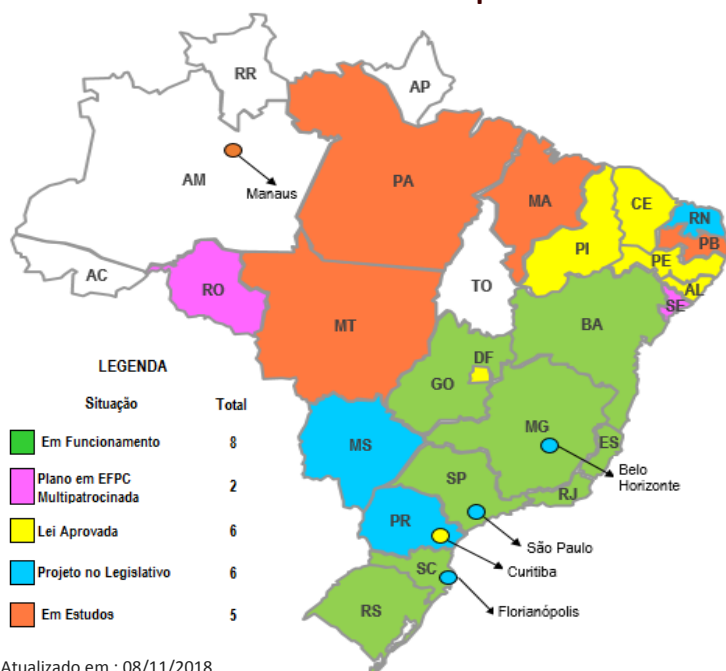 RR
AP
AM
Manaus
PA
MA
CE
RN
PB
PI
PE
AL
SE
AC
RO
TO
BA
MT
DF
GO
MG
ES
Belo
Horizonte
MS
SP
RJ
São Paulo
PR
Curitiba
SC
Florianópolis
RS
LEGENDA
Situação Total
Em Funcionamento 8
Plano em EFPC
Multipatrocinada 2
Lei Aprovada 6
Projeto no Legislativo 6
Em Estudos 5
Atualizado em : 08/11/2018